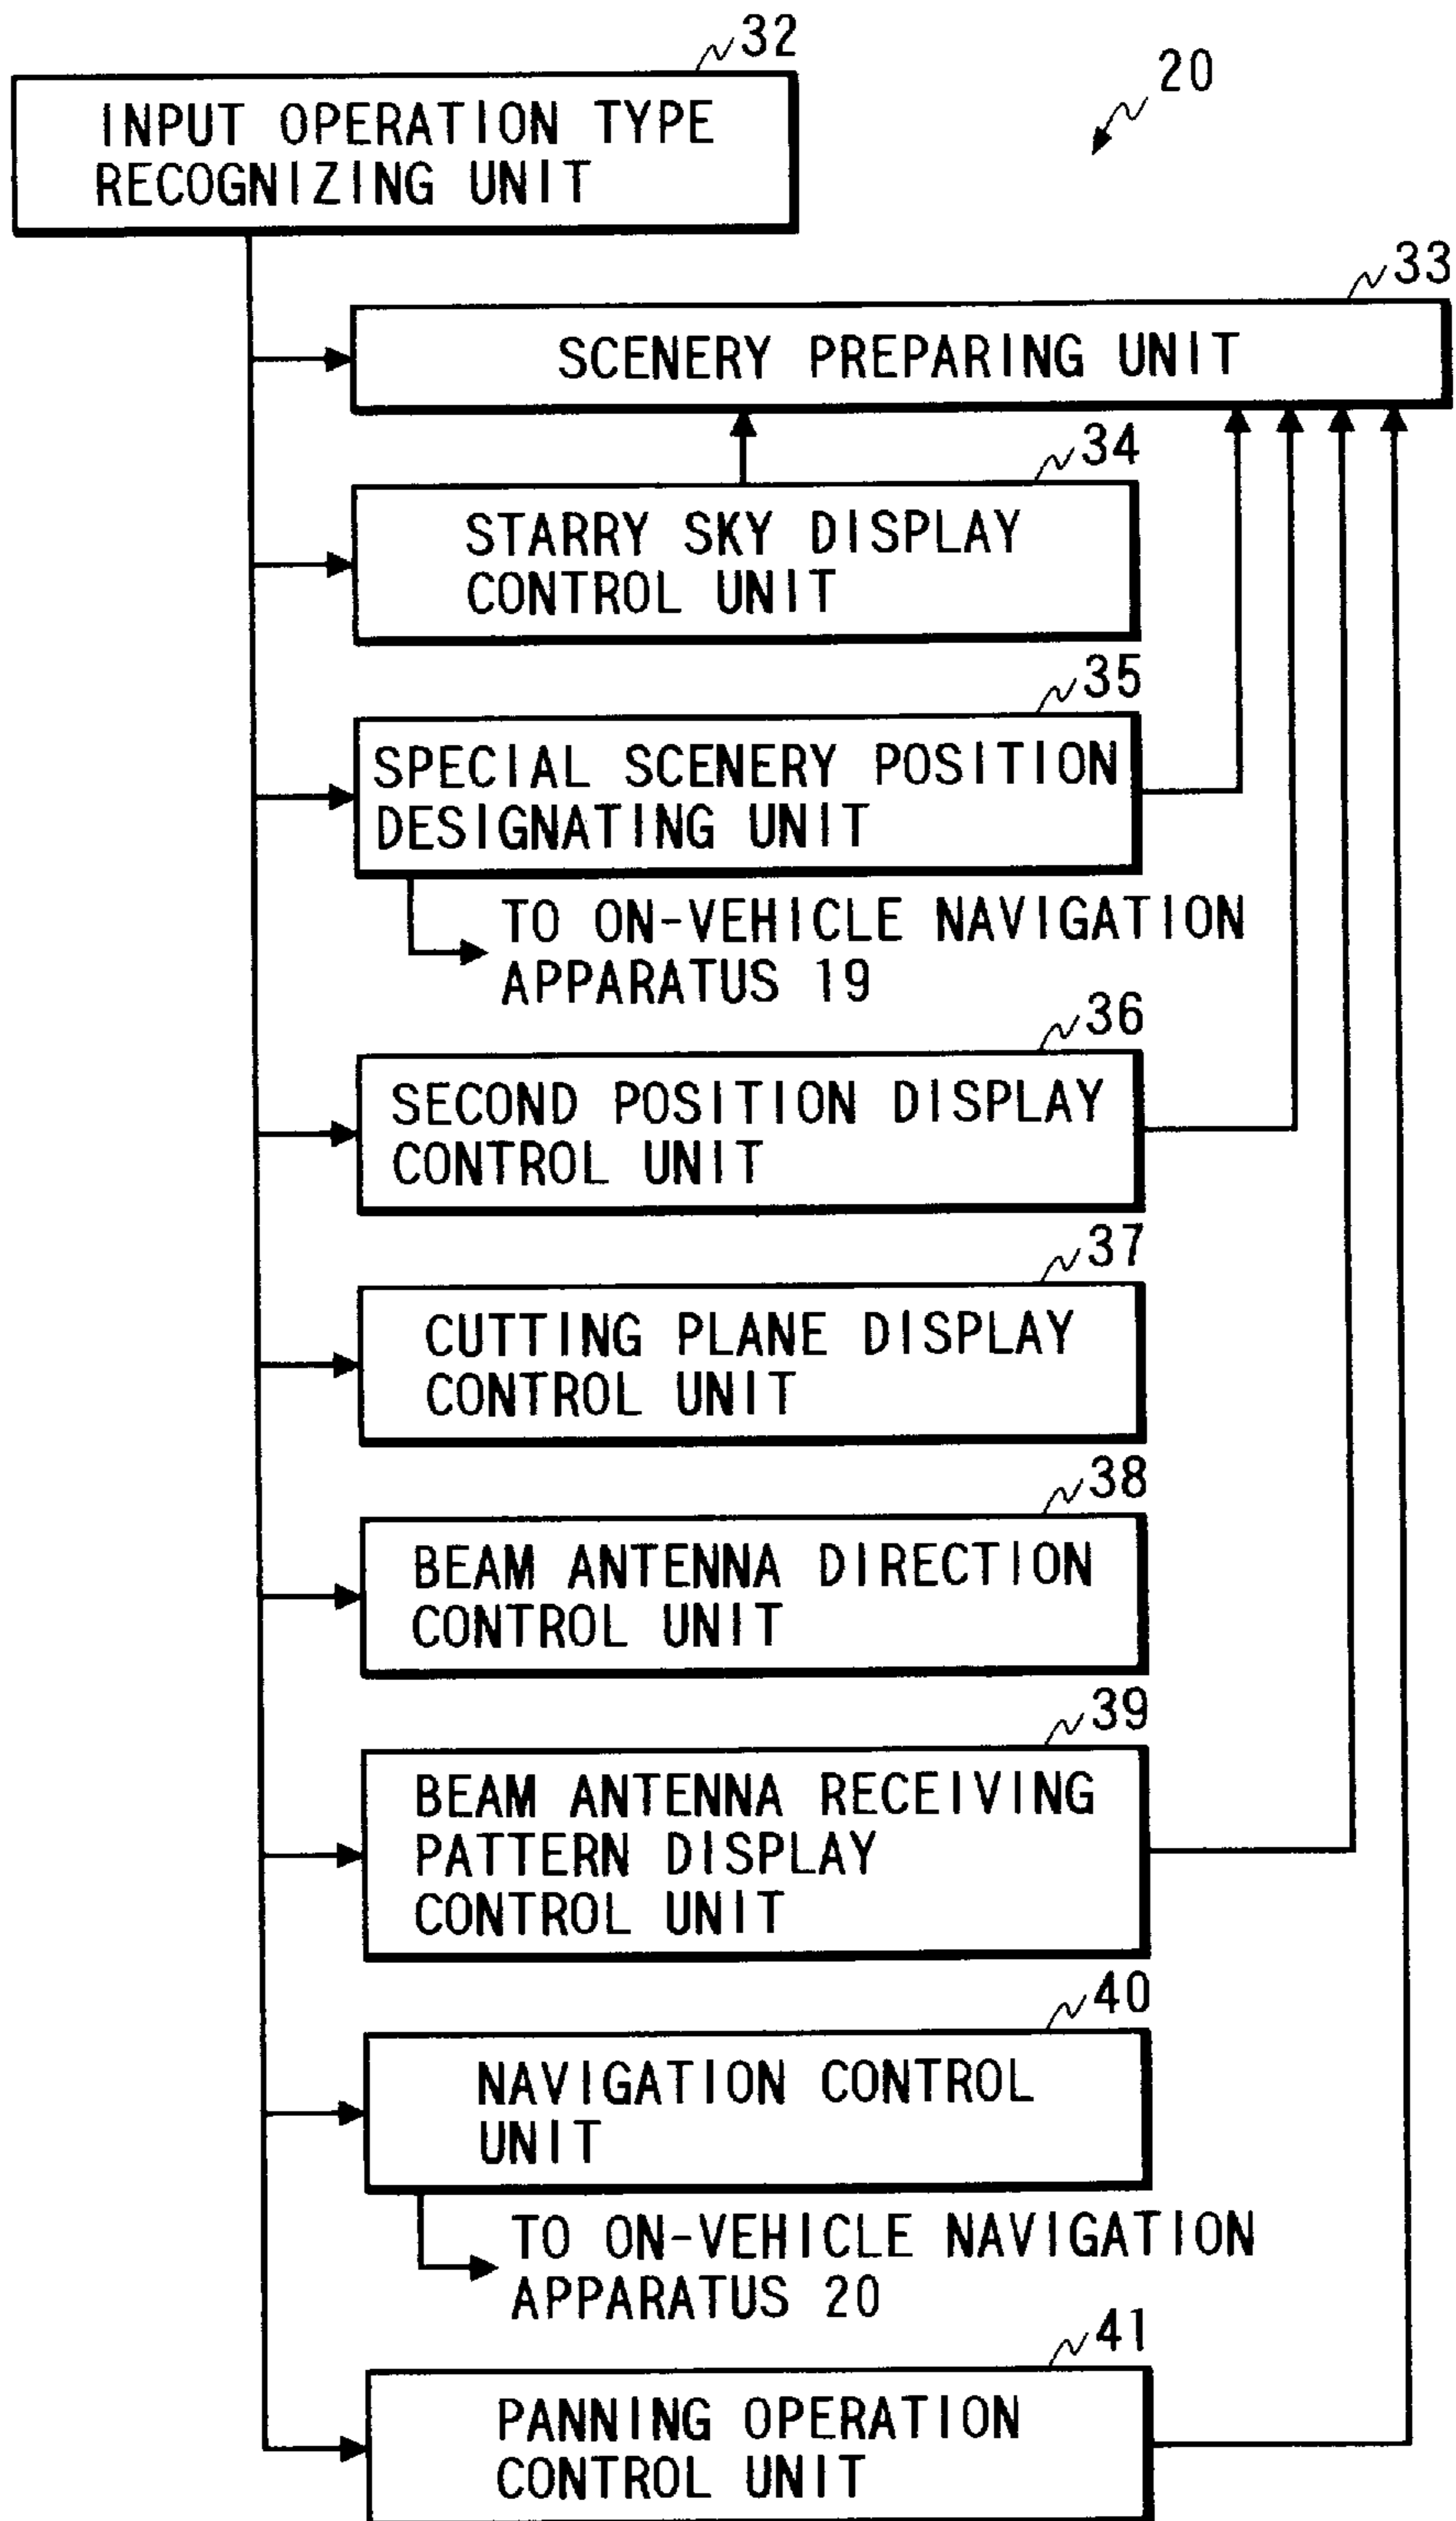 32
20
INPUT OPERATION TYPE
RECOGNIZING UNIT
33
SCENERY PREPARING UNIT
34
STARRY SKY DISPLAY
CONTROL UNIT
35
SPECIAL SCENERY POSITION
DESIGNATING UNIT
TO ON-VEHICLE NAVIGATION
APPARATUS 19
36
SECOND POSITION DISPLAY
CONTROL UNIT
37
CUTTING PLANE DISPLAY
CONTROL UNIT
38
BEAM ANTENNA DIRECTION
CONTROL UNIT
39
BEAM ANTENNA RECEIVING
PATTERN DISPLAY
CONTROL UNIT
40
NAVIGATION CONTROL
UNIT
TO ON-VEHICLE NAVIGATION
APPARATUS 20
41
PANNING OPERATION
CONTROL UNIT